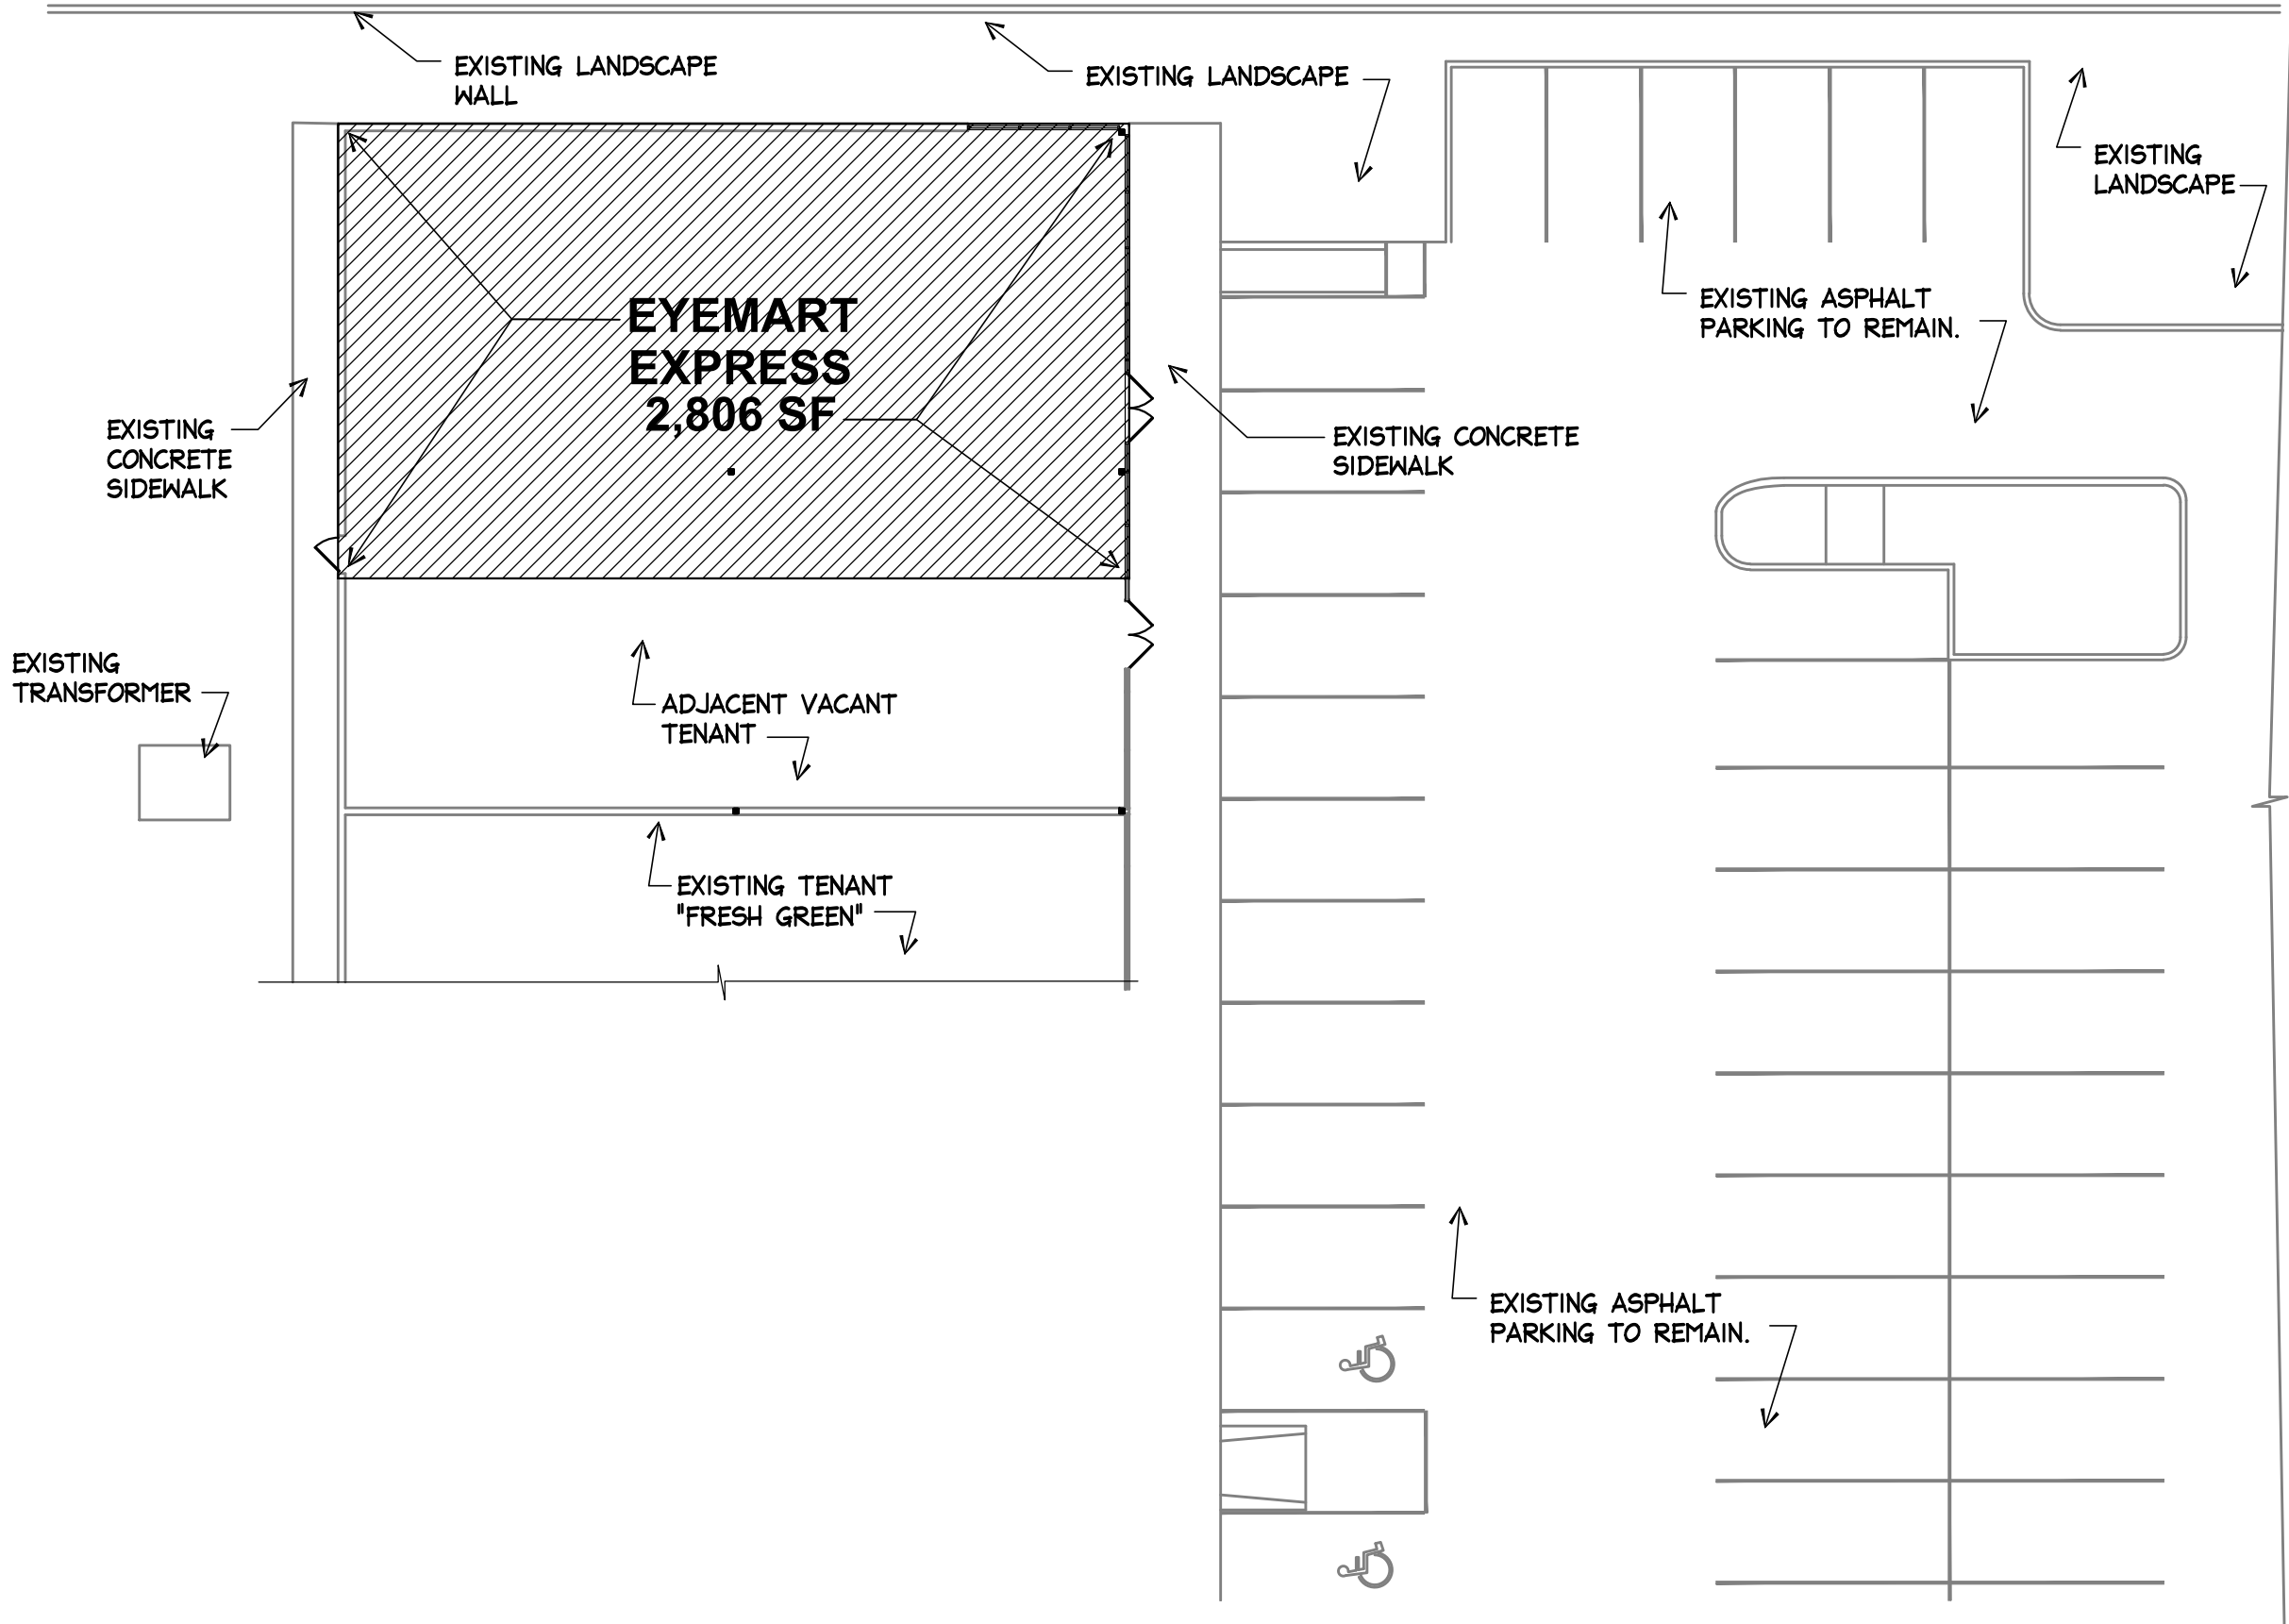 EXISTING LANDSCAPE
WALL
EXISTING LANDSCAPE
EXISTING
LANDSCAPE
EXISTING ASPHALT
PARKING TO REMAIN.
EYEMART
EXPRESS
2,806 SF
EXISTING
CONCRETE
SIDEWALK
EXISTING CONCRETE
SIDEWALK
EXISTING
TRANSFORMER
ADJACENT VACANT
TENANT
EXISTING TENANT
"FRESH GREEN"
EXISTING ASPHALT
PARKING TO REMAIN.